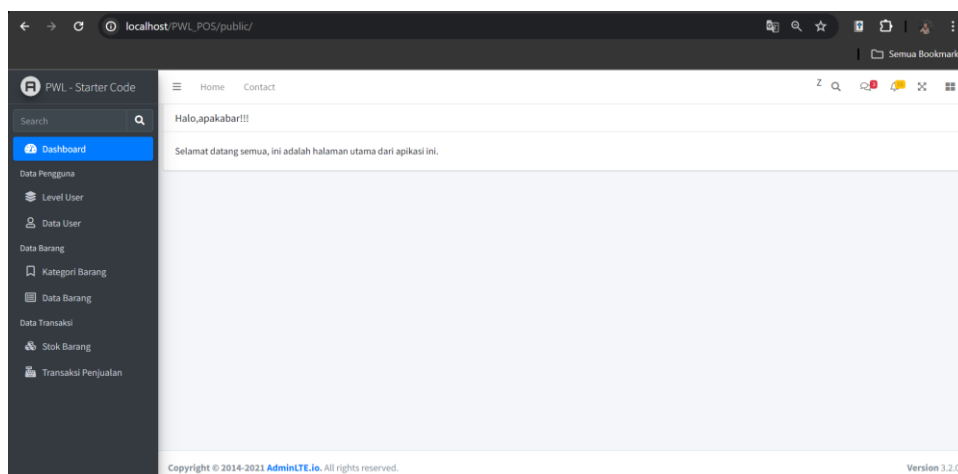 localhost/PWL_POS/public/
Semua Bookmark
PWL - Starter Code
Home Contact
Z
Search
Halo,apakabar!!!
Dashboard
Selamat datang semua, ini adalah halaman utama dari apikasi ini.
Data Pengguna
Level User
Data User
Data Barang
Kategori Barang
Data Barang
Data Transaksi
Stok Barang
Transaksi Penjualan
Copyright © 2014-2021 AdminLTE.io. All rights reserved.
Version 3.2.0